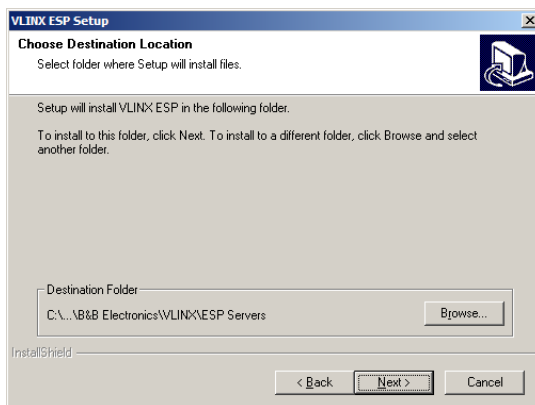 VLINX ESP Setup
Choose Destination Location
Select folder where Setup will install files.
Setup will install VLINX ESP in the following folder.
To install to this folder, click Next. To install to a different folder, click Browse and select
another folder.
Destination Folder
C:\...\B&B Electronics\VLINX\ESP Servers
Browse...
InstallShield
< Back
Next >
Cancel